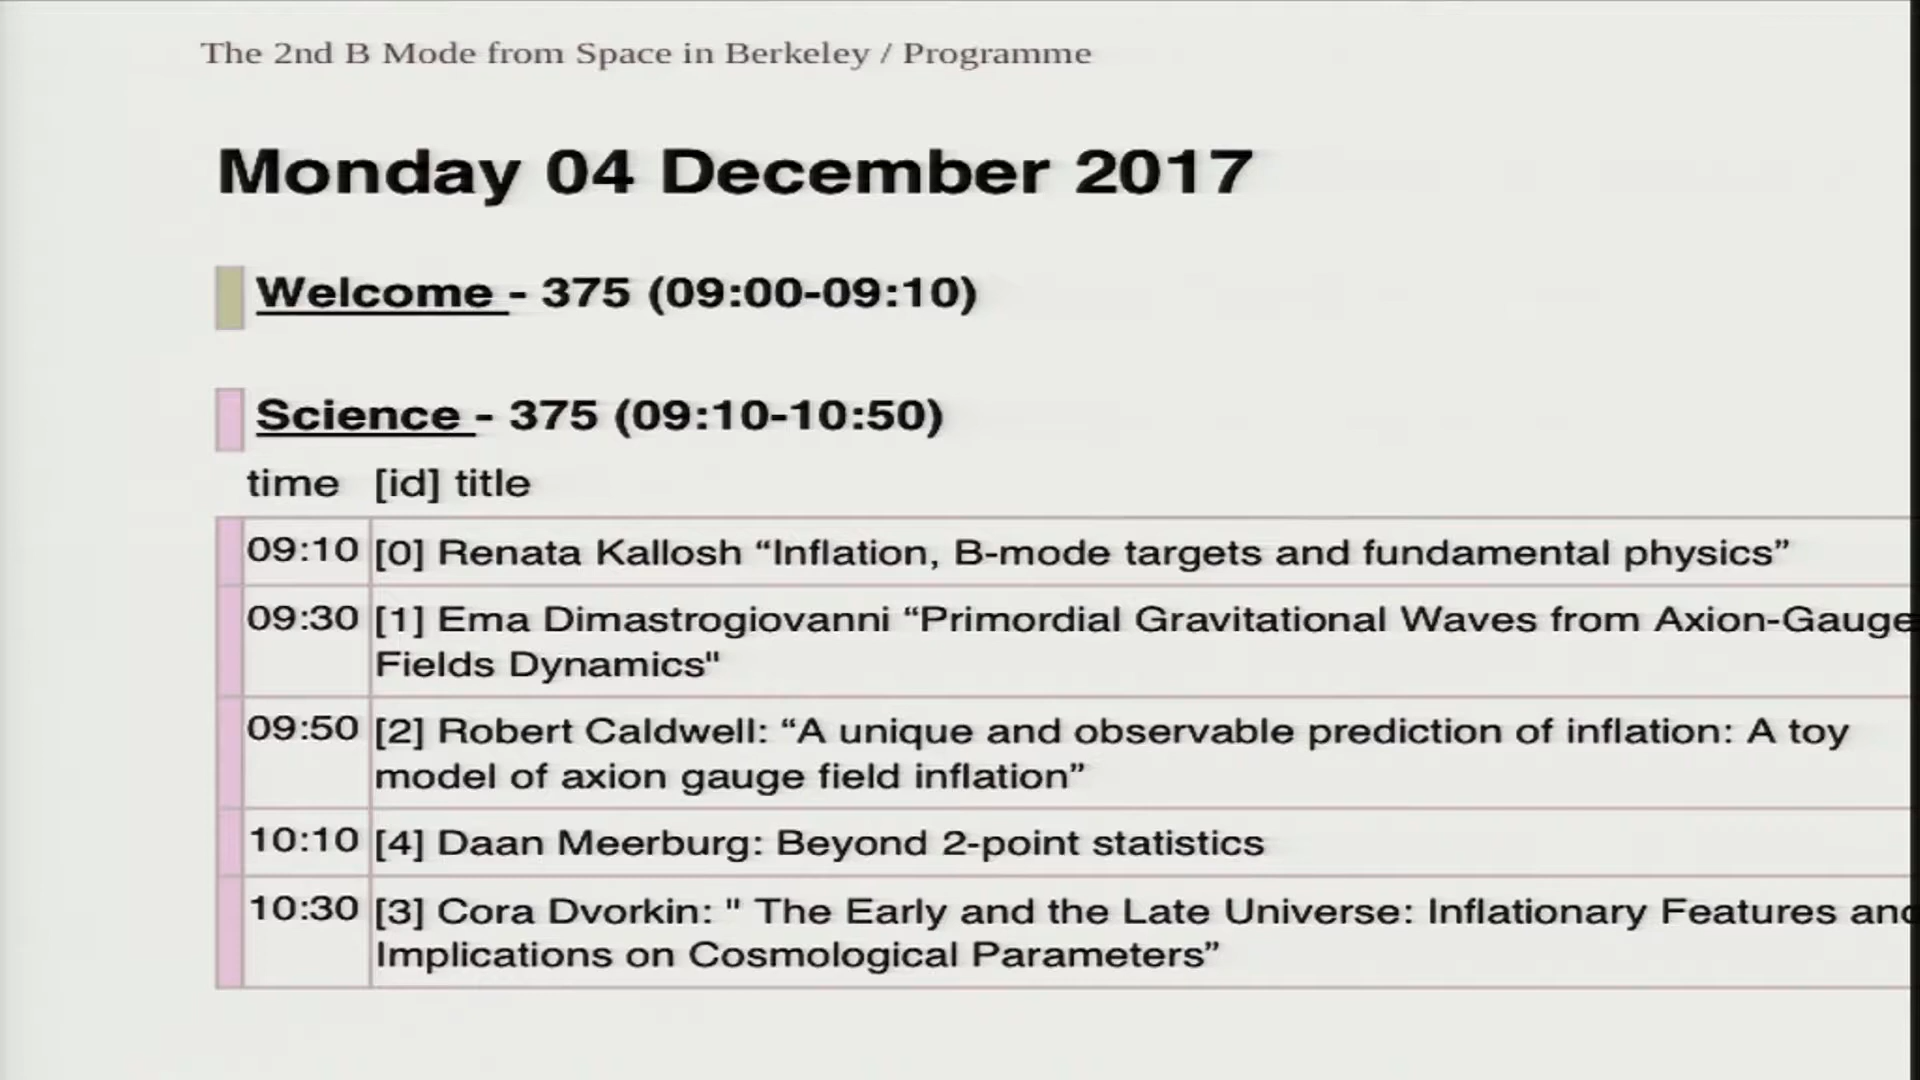 The 2nd B Mode from Space in Berkeley / Programme
Monday 04 December 2017
Welcome - 375 (09:00-09:10)
Science - 375 (09:10-10:50)
time [id] title
09:10 [0] Renata Kallosh “Inflation, B-mode targets and fundamental physics”
09:30 [1] Ema Dimastrogiovanni “Primordial Gravitational Waves from Axion-Gauge
Fields Dynamics"
09:50 [2] Robert Caldwell: “A unique and observable prediction of inflation: A toy
model of axion gauge field inflation”
10:10 [4] Daan Meerburg: Beyond 2-point statistics
10:30 [3] Cora Dvorkin: " The Early and the Late Universe: Inflationary Features and
Implications on Cosmological Parameters”